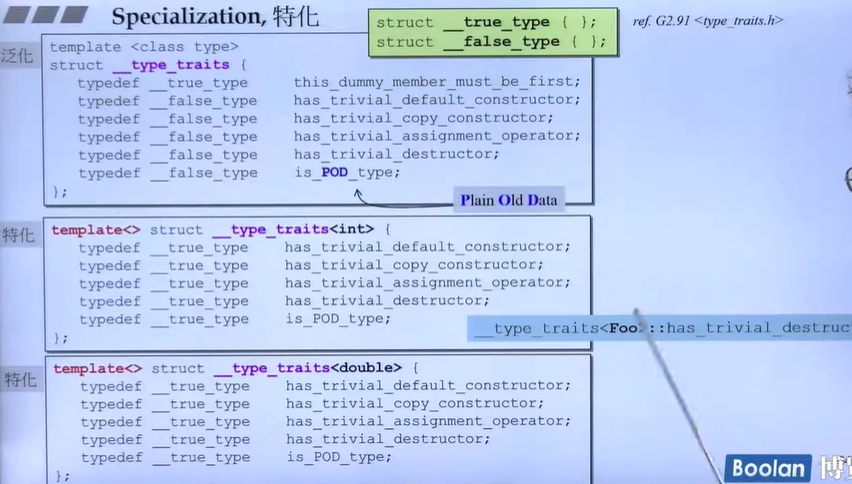 Specialization, 特化
struct __true_type { };
struct __false_type { };
ref. G2.91 <type_traits.h>
泛化
template <class type>
struct __type_traits {
typedef __true_type this_dummy_member_must_be_first;
typedef __false_type has_trivial_default_constructor;
typedef __false_type has_trivial_copy_constructor;
typedef __false_type has_trivial_assignment_operator;
typedef __false_type has_trivial_destructor;
typedef __false_type is_POD_type;
};
Plain Old Data
特化
template<> struct __type_traits<int> {
typedef __true_type has_trivial_default_constructor;
typedef __true_type has_trivial_copy_constructor;
typedef __true_type has_trivial_assignment_operator;
typedef __true_type has_trivial_destructor;
typedef __true_type is_POD_type;
};
__type_traits<Foo>::has_trivial_destruc
特化
template<> struct __type_traits<double> {
typedef __true_type has_trivial_default_constructor;
typedef __true_type has_trivial_copy_constructor;
typedef __true_type has_trivial_assignment_operator;
typedef __true_type has_trivial_destructor;
typedef __true_type is_POD_type;
};
Boolan 博